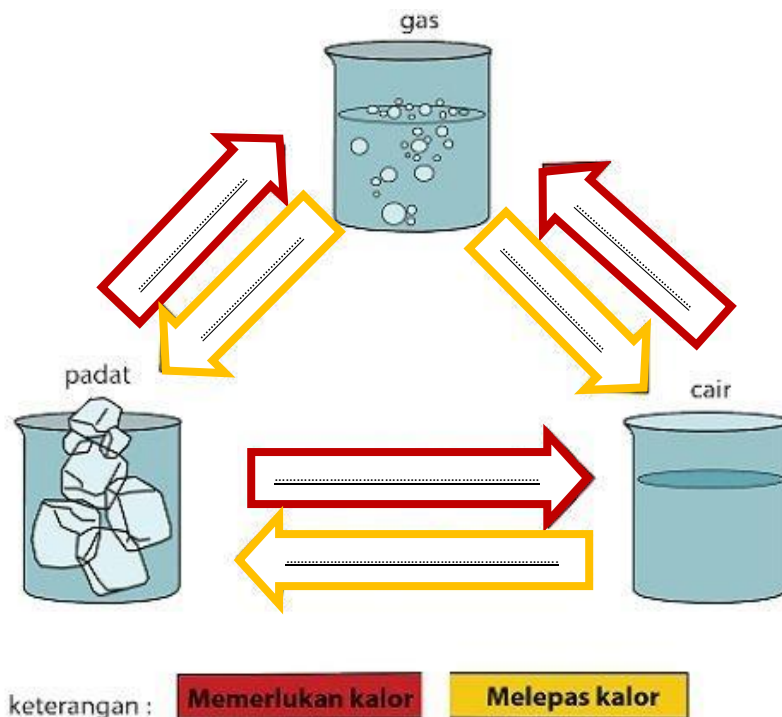 gas
padat
cair
keterangan :
Memerlukan kalor
Melepas kalor